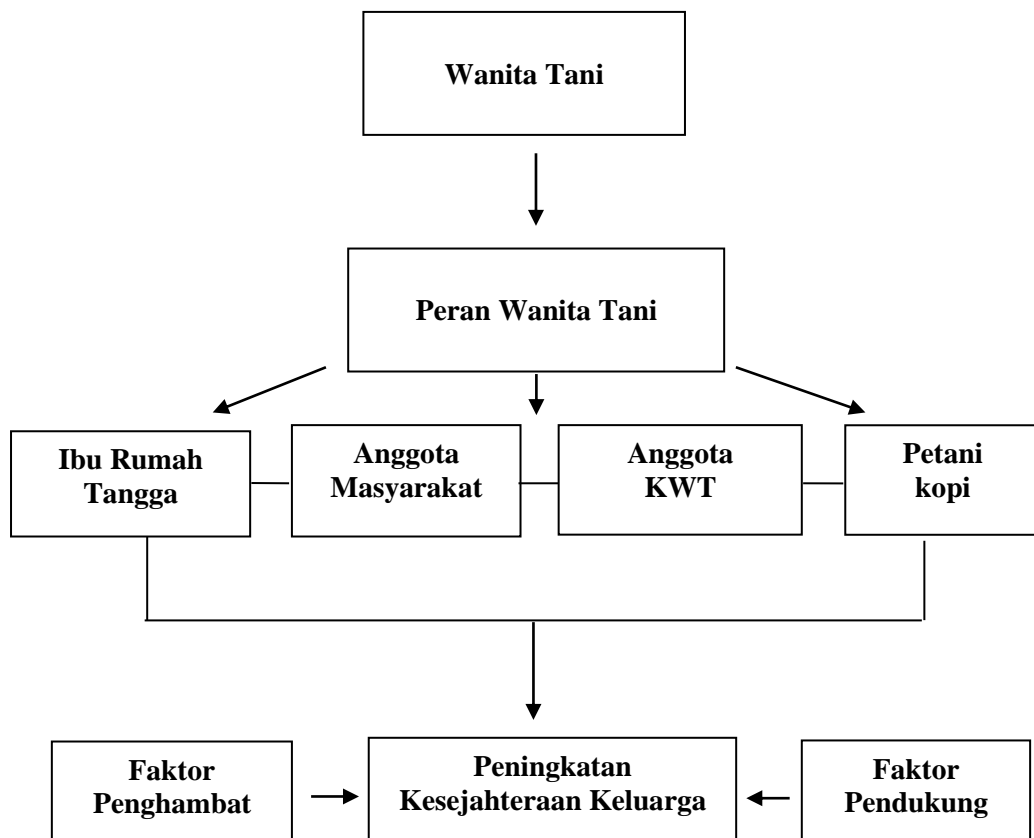 Wanita Tani
Peran Wanita Tani
Ibu Rumah
Tangga
Anggota
Masyarakat
Anggota
KWT
Petani
kopi
Faktor
Penghambat
Peningkatan
Kesejahteraan Keluarga
Faktor
Pendukung